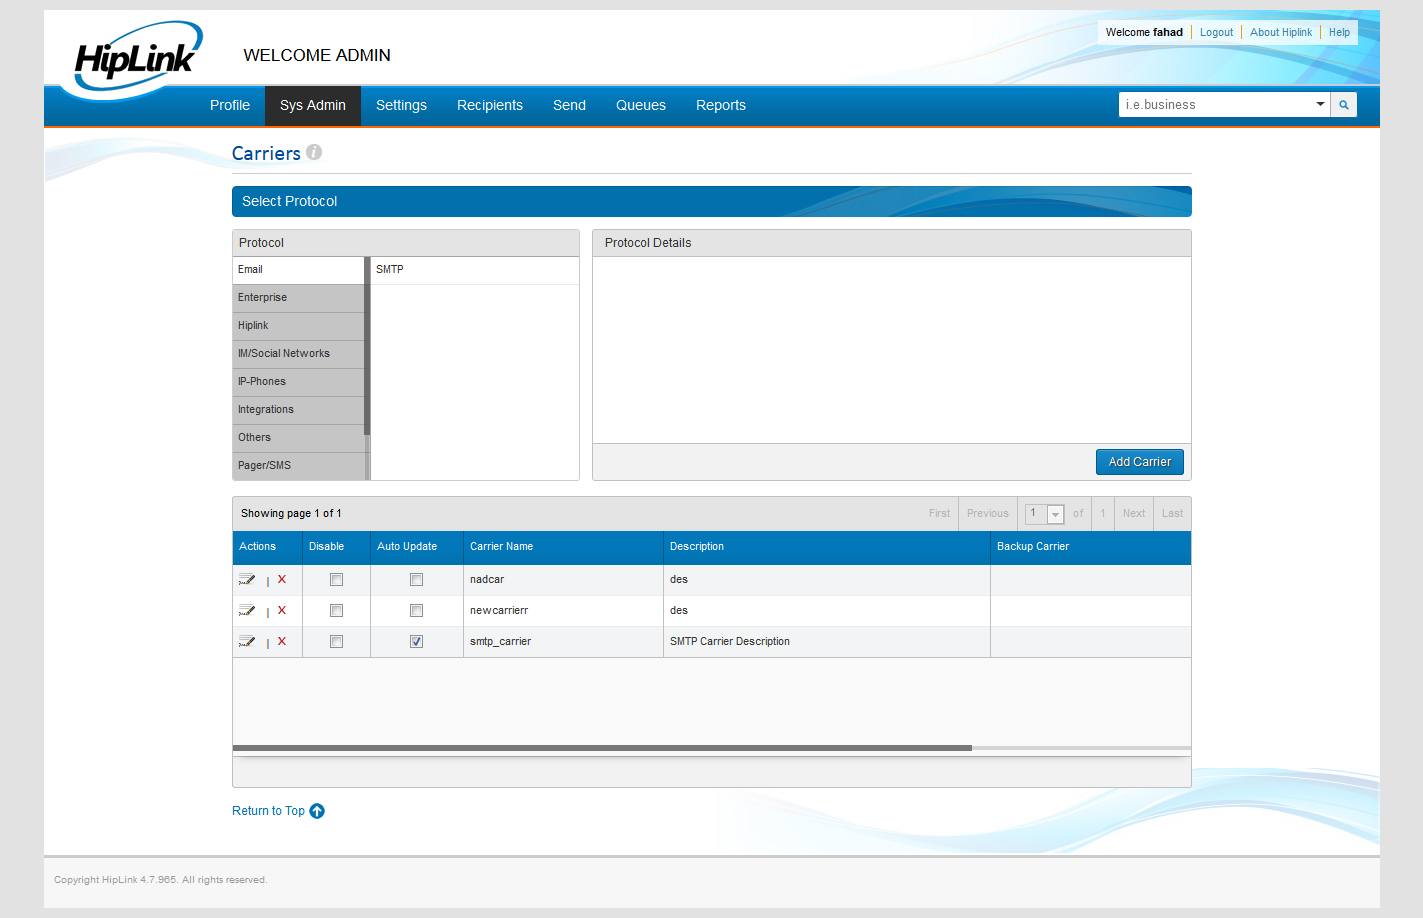 HipLink
WELCOME ADMIN
Welcome fahad Logout About Hiplink Help
Profile Sys Admin Settings Recipients Send Queues Reports i.e.business
Carriers i
Select Protocol
Protocol
Email
Enterprise
Hiplink
IM/Social Networks
IP-Phones
Integrations
Others
Pager/SMS
SMTP
Protocol Details
Add Carrier
Showing page 1 of 1 First Previous 1 of 1 Next Last
Actions Disable Auto Update Carrier Name Description Backup Carrier
| X nadcar des
| X newcarrierr des
| X smtp_carrier SMTP Carrier Description
Return to Top
Copyright HipLink 4.7.965. All rights reserved.